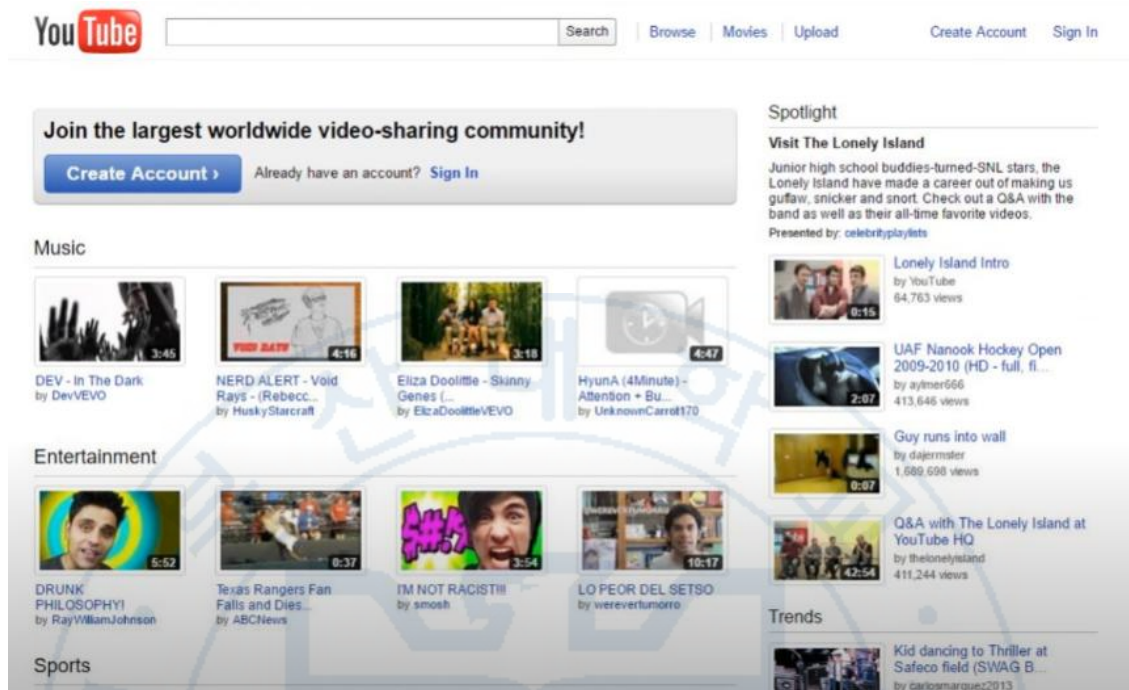 YouTube
Search
Browse
Movies
Upload
Create Account
Sign In
Join the largest worldwide video-sharing community!
Create Account ›
Already have an account? Sign In
Music
3:45
DEV - In The Dark
by DevVEVO
4:16
NERD ALERT - Void
Rays - (Rebecc...
by HuskyStarcraft
3:18
Eliza Doolittle - Skinny
Genes (...
by ElizaDoolittleVEVO
4:47
HyunA (4Minute) -
Attention + Bu...
by UnknownCarrot170
Entertainment
5:52
DRUNK
PHILOSOPHY!
by RayWilliamJohnson
0:37
Texas Rangers Fan
Falls and Dies...
by ABCNews
$#.?
3:54
I'M NOT RACIST!!!
by smosh
10:17
LO PEOR DEL SETSO
by werevertumorro
Sports
Spotlight
Visit The Lonely Island
Junior high school buddies-turned-SNL stars, the
Lonely Island have made a career out of making us
guffaw, snicker and snort. Check out a Q&A with the
band as well as their all-time favorite videos.
Presented by: celebrityplaylists
0:15
Lonely Island Intro
by YouTube
64,763 views
2:07
UAF Nanook Hockey Open
2009-2010 (HD - full, fi...
by aylmer666
413,646 views
0:07
Guy runs into wall
by dajermster
1,689,698 views
42:54
Q&A with The Lonely Island at
YouTube HQ
by thelonelyisland
411,244 views
Trends
Kid dancing to Thriller at
Safeco field (SWAG B...
by carlosmarquez2013